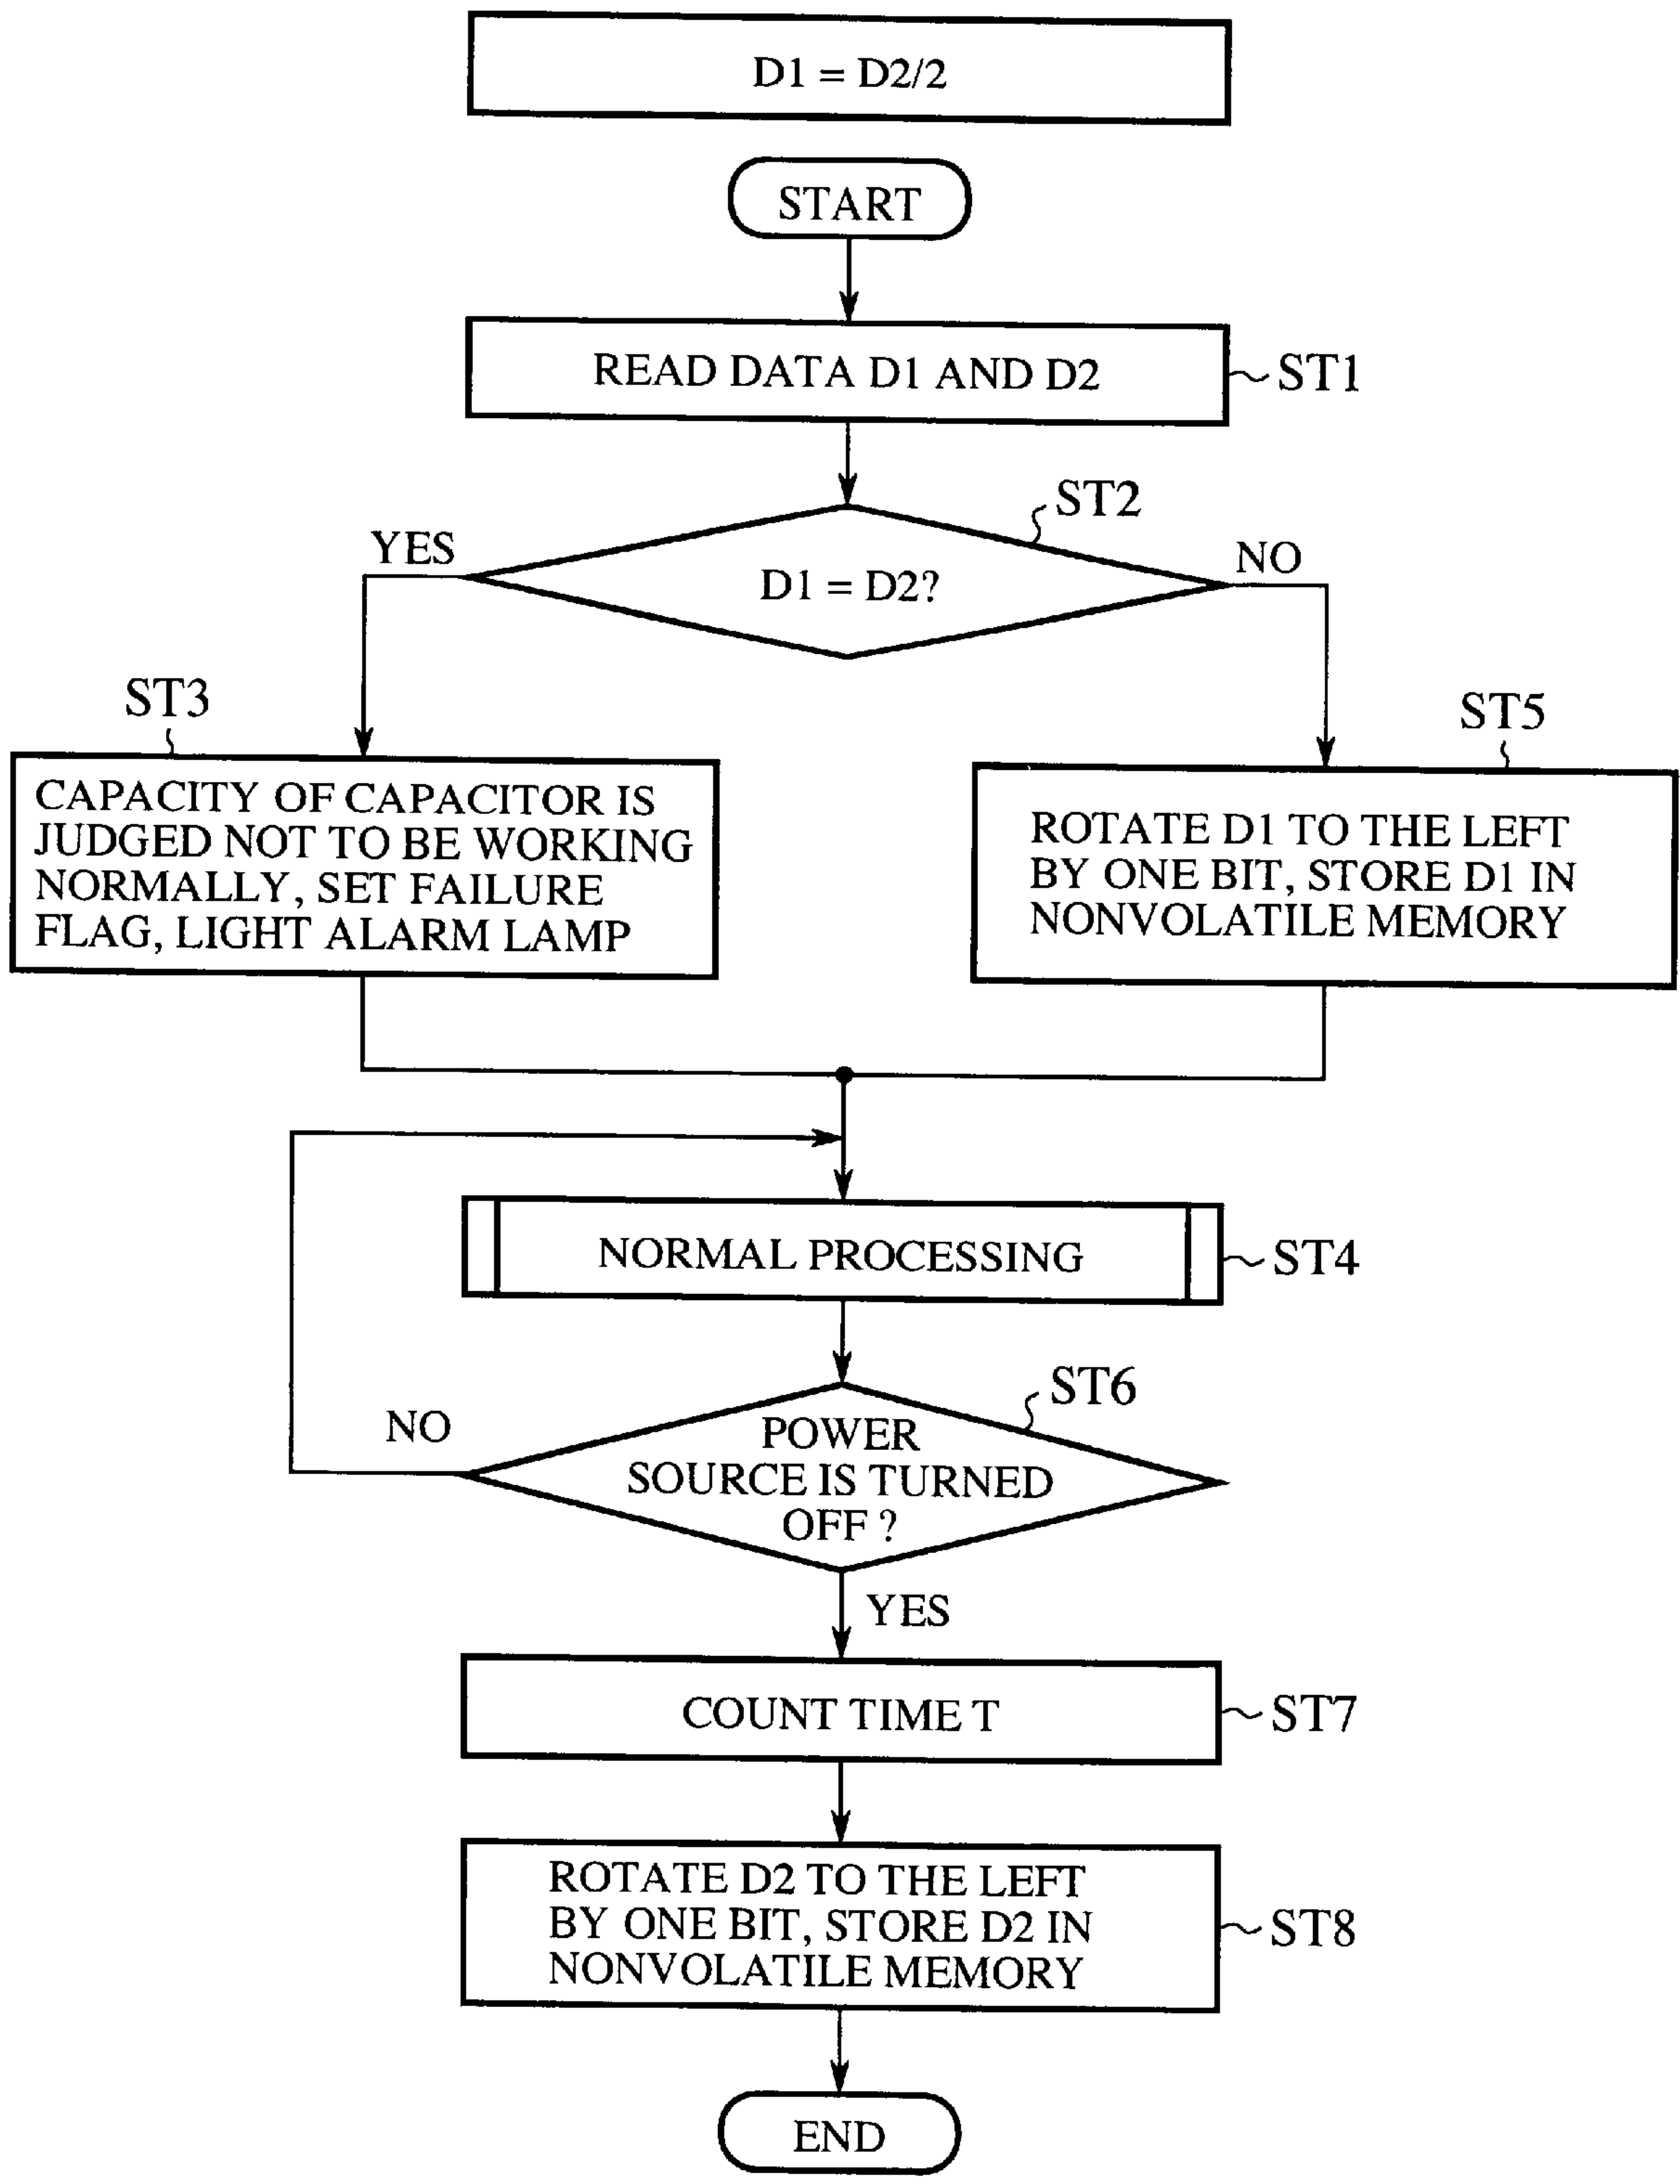 D1 = D2/2
START
READ DATA D1 AND D2
ST1
ST2
YES
NO
D1 = D2?
ST3
ST5
CAPACITY OF CAPACITOR IS
JUDGED NOT TO BE WORKING
NORMALLY, SET FAILURE
FLAG, LIGHT ALARM LAMP
ROTATE D1 TO THE LEFT
BY ONE BIT, STORE D1 IN
NONVOLATILE MEMORY
NORMAL PROCESSING
ST4
ST6
NO
POWER
SOURCE IS TURNED
OFF ?
YES
COUNT TIME T
ST7
ROTATE D2 TO THE LEFT
BY ONE BIT, STORE D2 IN
NONVOLATILE MEMORY
ST8
END